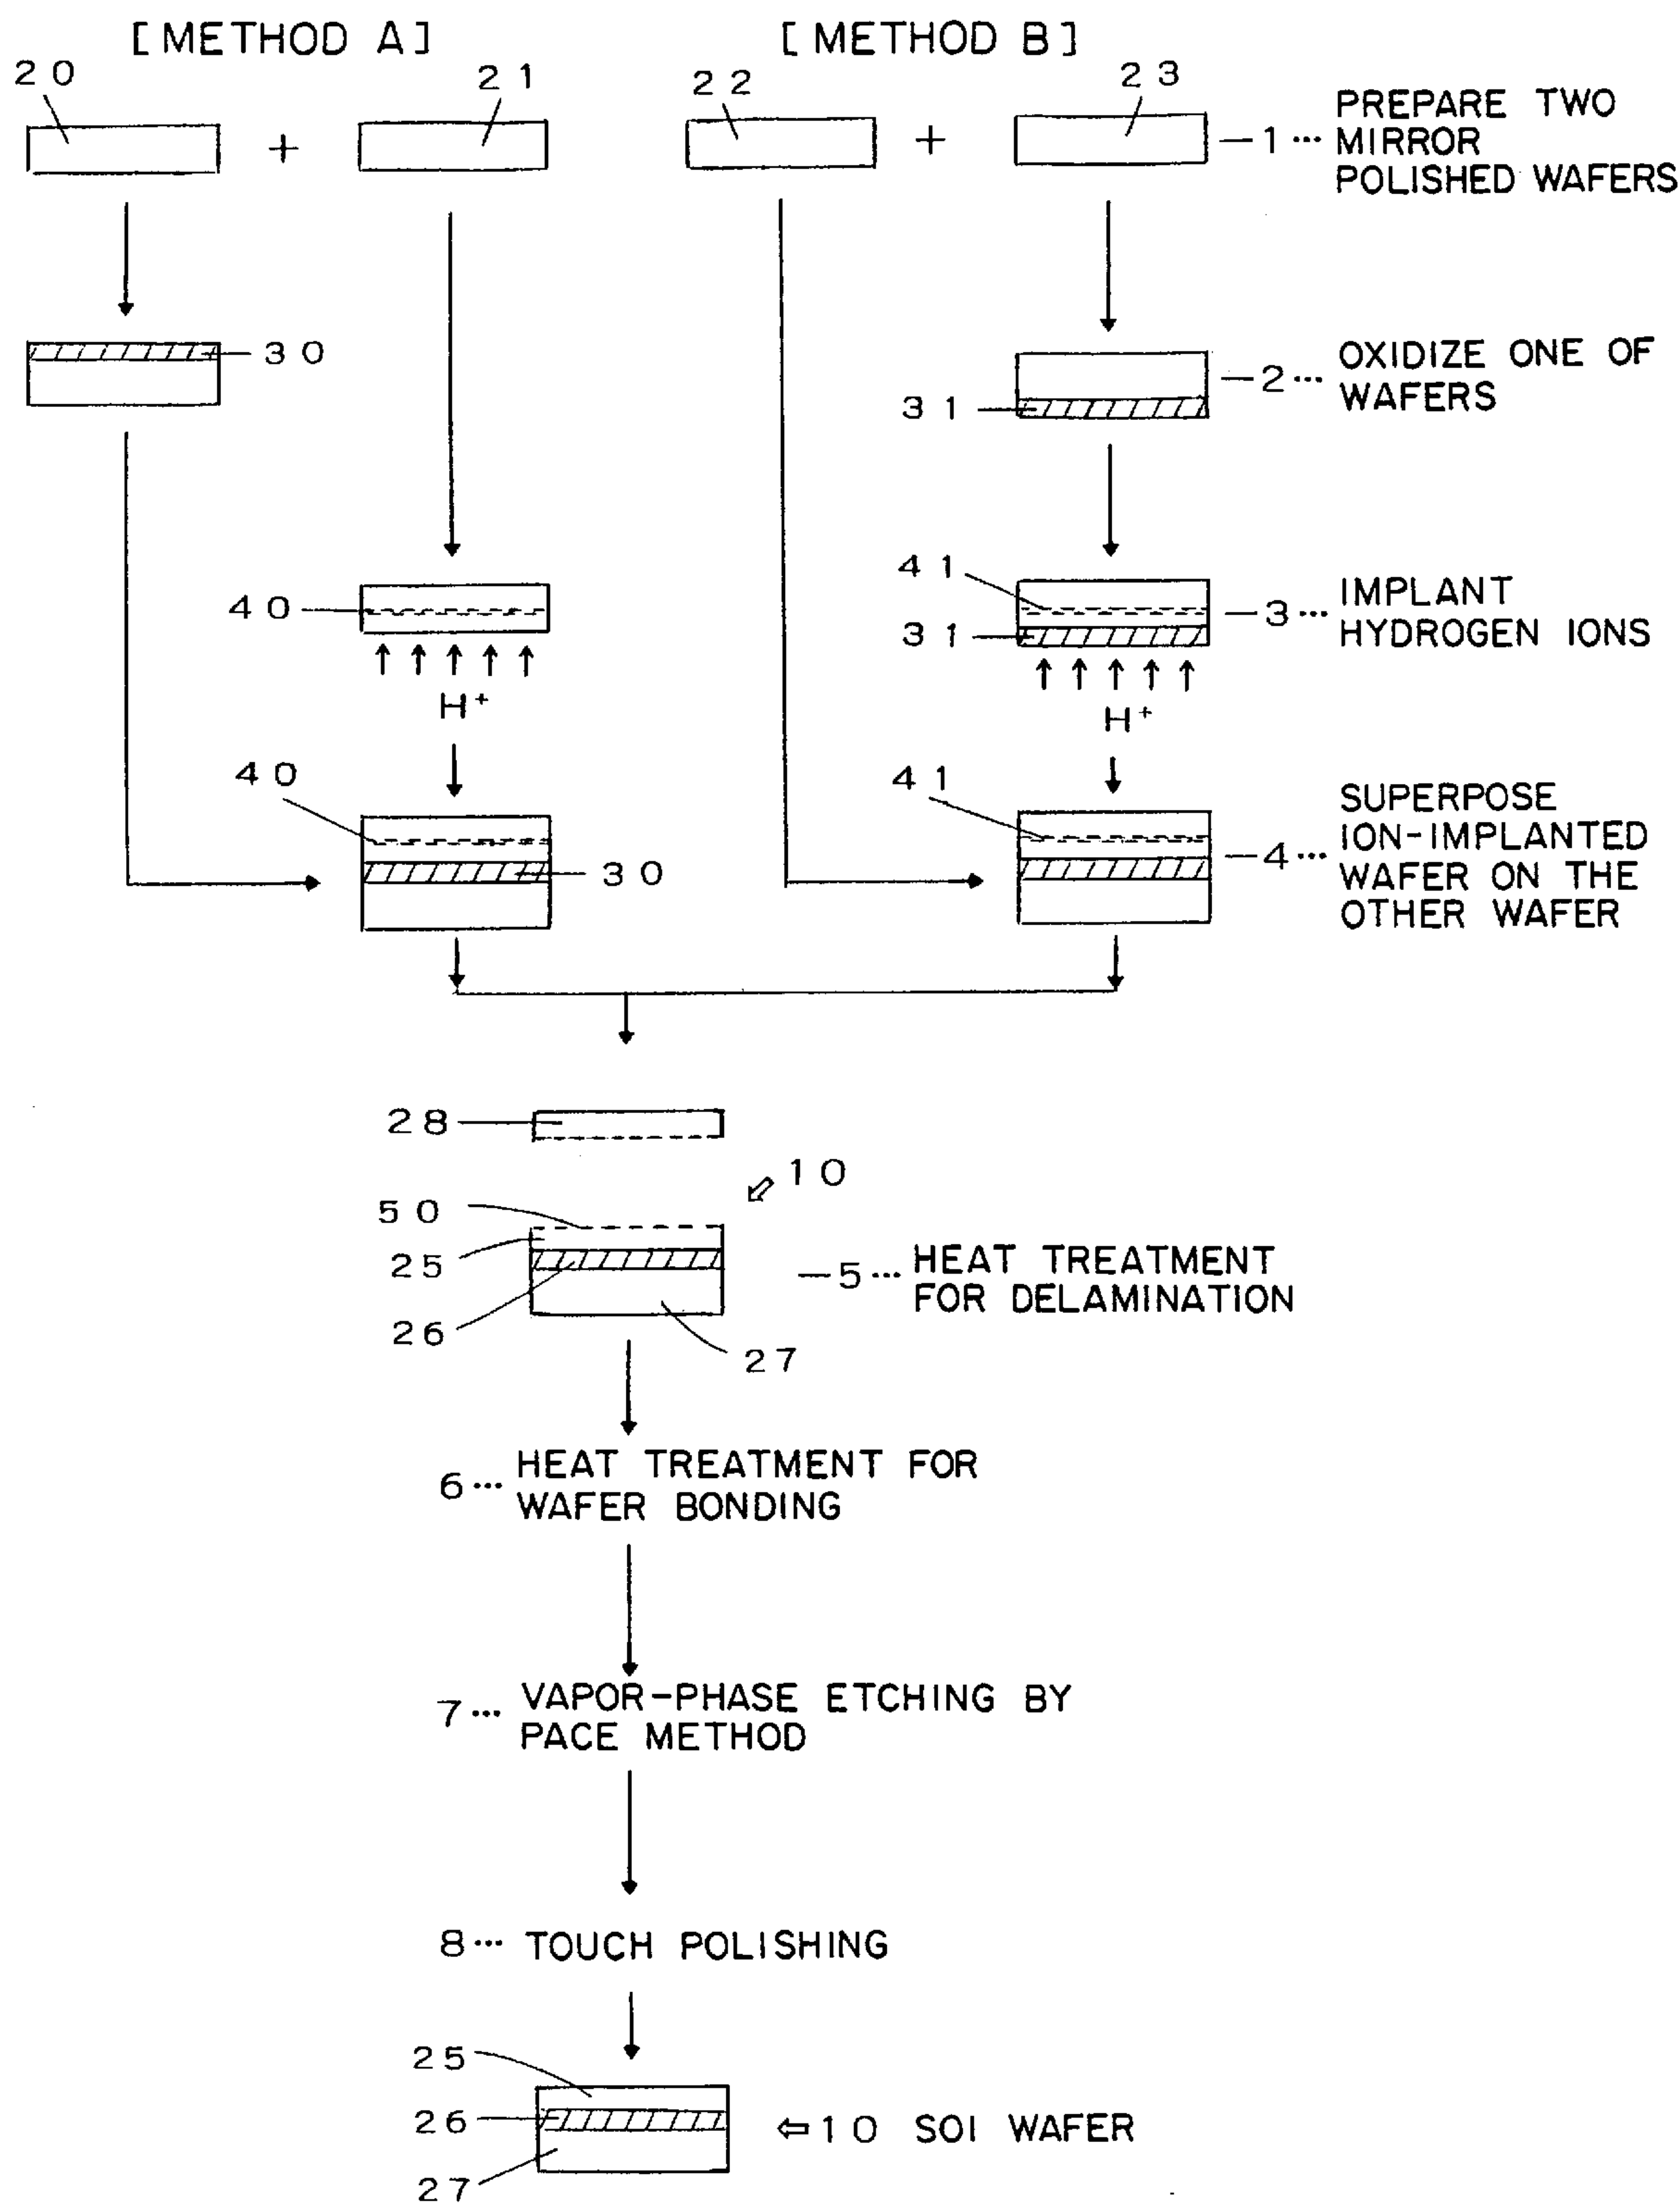 [METHOD A]
[METHOD B]
20
21
22
23
+
+
1... PREPARE TWO
MIRROR
POLISHED WAFERS
30
31
2... OXIDIZE ONE OF
WAFERS
40
41
31
3... IMPLANT
HYDROGEN IONS
H+
H+
40
41
30
4... SUPERPOSE
ION-IMPLANTED
WAFER ON THE
OTHER WAFER
28
10
50
25
26
27
5... HEAT TREATMENT
FOR DELAMINATION
6... HEAT TREATMENT FOR
WAFER BONDING
7... VAPOR-PHASE ETCHING BY
PACE METHOD
8... TOUCH POLISHING
25
26
27
10 SOI WAFER